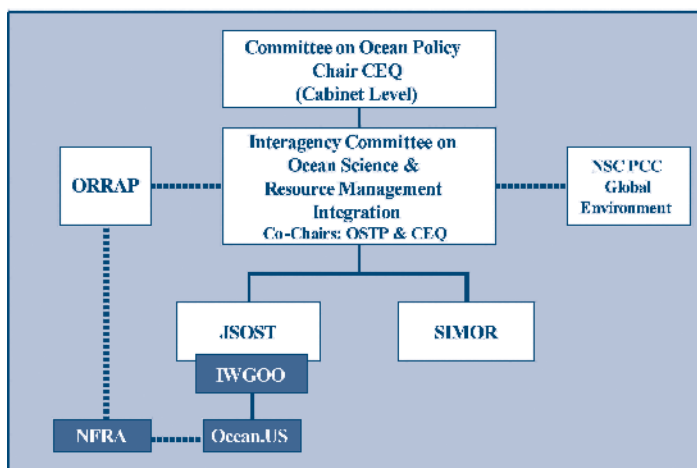 Committee on Ocean Policy
Chair CEQ
(Cabinet Level)
Interagency Committee on
Ocean Science &
Resource Management
Integration
Co-Chairs: OSTP & CEQ
ORRAP
NSC PCC
Global
Environment
JSOST
SIMOR
IWGOO
NFRA
Ocean.US